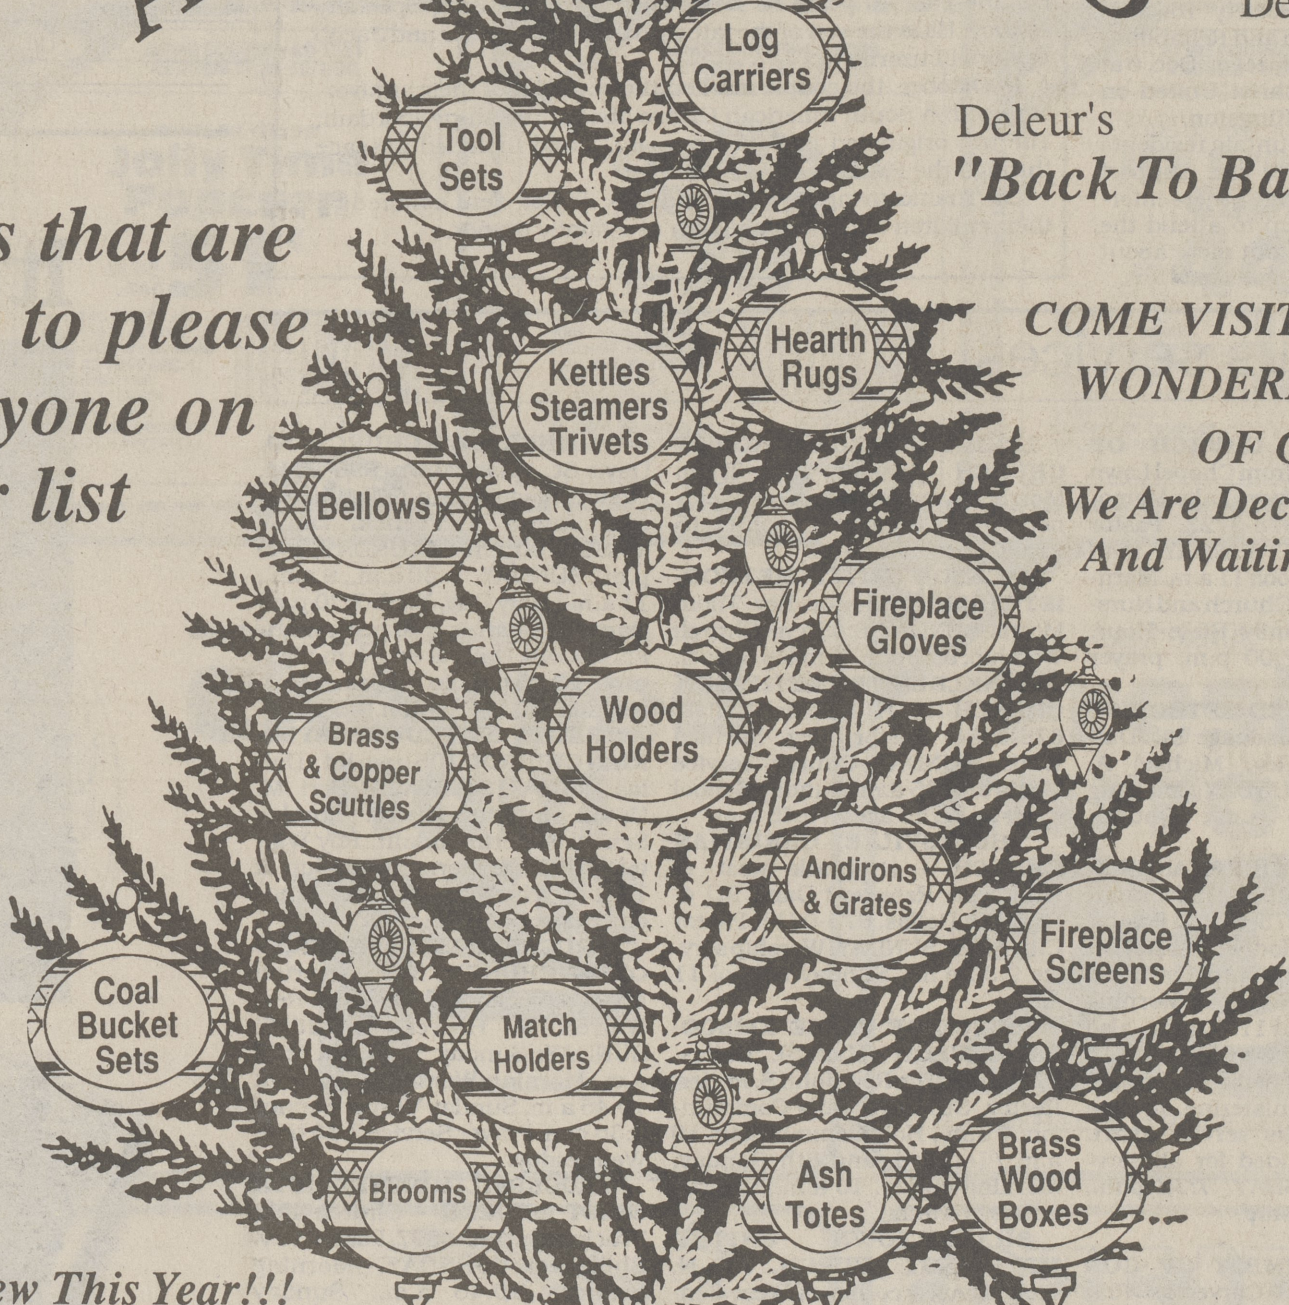 Log
Carriers
Tool
Sets
Deleur's
"Back To Ba
s that are
to please
yone on
r list
COME VISIT
WONDER
OF
We Are Dec
And Waitin
Hearth
Rugs
Kettles
Steamers
Trivets
Bellows
Fireplace
Gloves
Wood
Holders
Brass
& Copper
Scuttles
Andirons
& Grates
Fireplace
Screens
Coal
Bucket
Sets
Match
Holders
Brooms
Ash
Totes
Brass
Wood
Boxes
ew This Year!!!